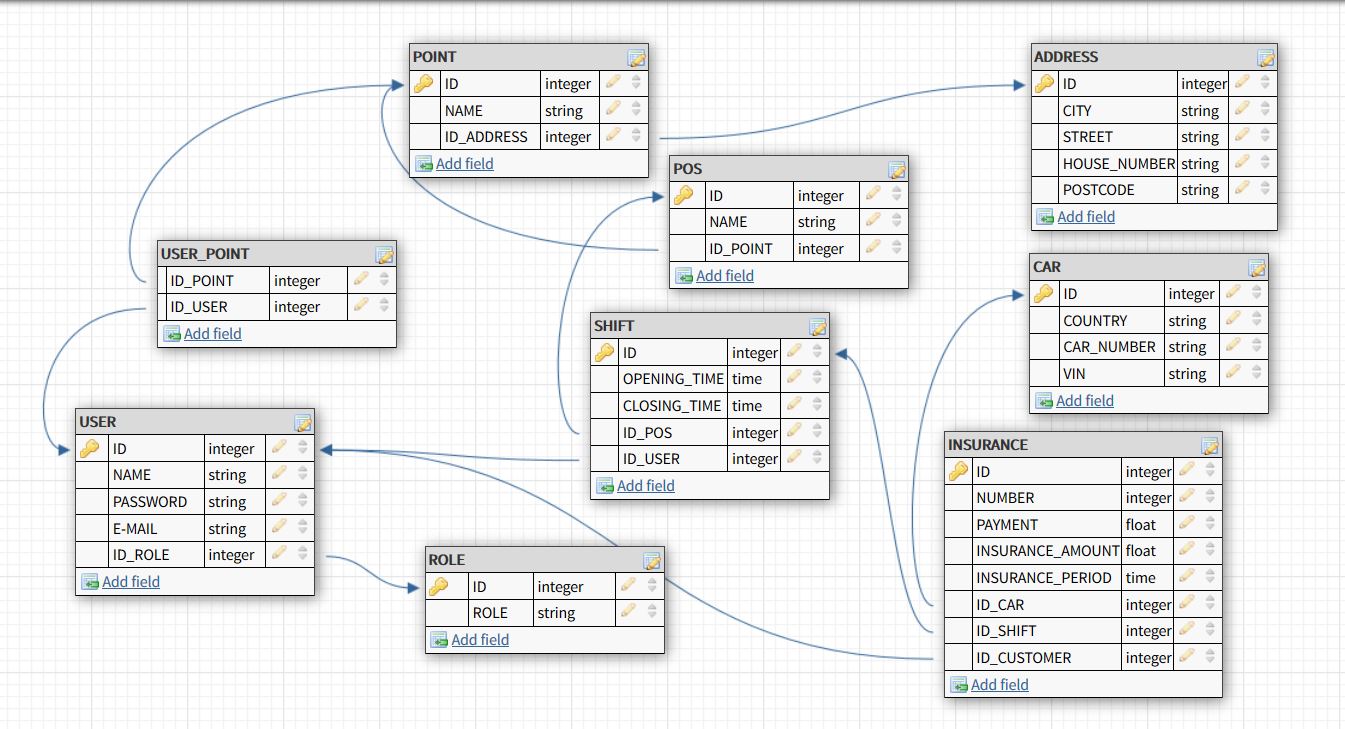 POINT
ID integer
NAME string
ID_ADDRESS integer
Add field
ADDRESS
ID integer
CITY string
STREET string
HOUSE_NUMBER string
POSTCODE string
Add field
POS
ID integer
NAME string
ID_POINT integer
Add field
USER_POINT
ID_POINT integer
ID_USER integer
Add field
CAR
ID integer
COUNTRY string
CAR_NUMBER string
VIN string
Add field
SHIFT
ID integer
OPENING_TIME time
CLOSING_TIME time
ID_POS integer
ID_USER integer
Add field
USER
ID integer
NAME string
PASSWORD string
E-MAIL string
ID_ROLE integer
Add field
INSURANCE
ID integer
NUMBER integer
PAYMENT float
INSURANCE_AMOUNT float
INSURANCE_PERIOD time
ID_CAR integer
ID_SHIFT integer
ID_CUSTOMER integer
Add field
ROLE
ID integer
ROLE string
Add field